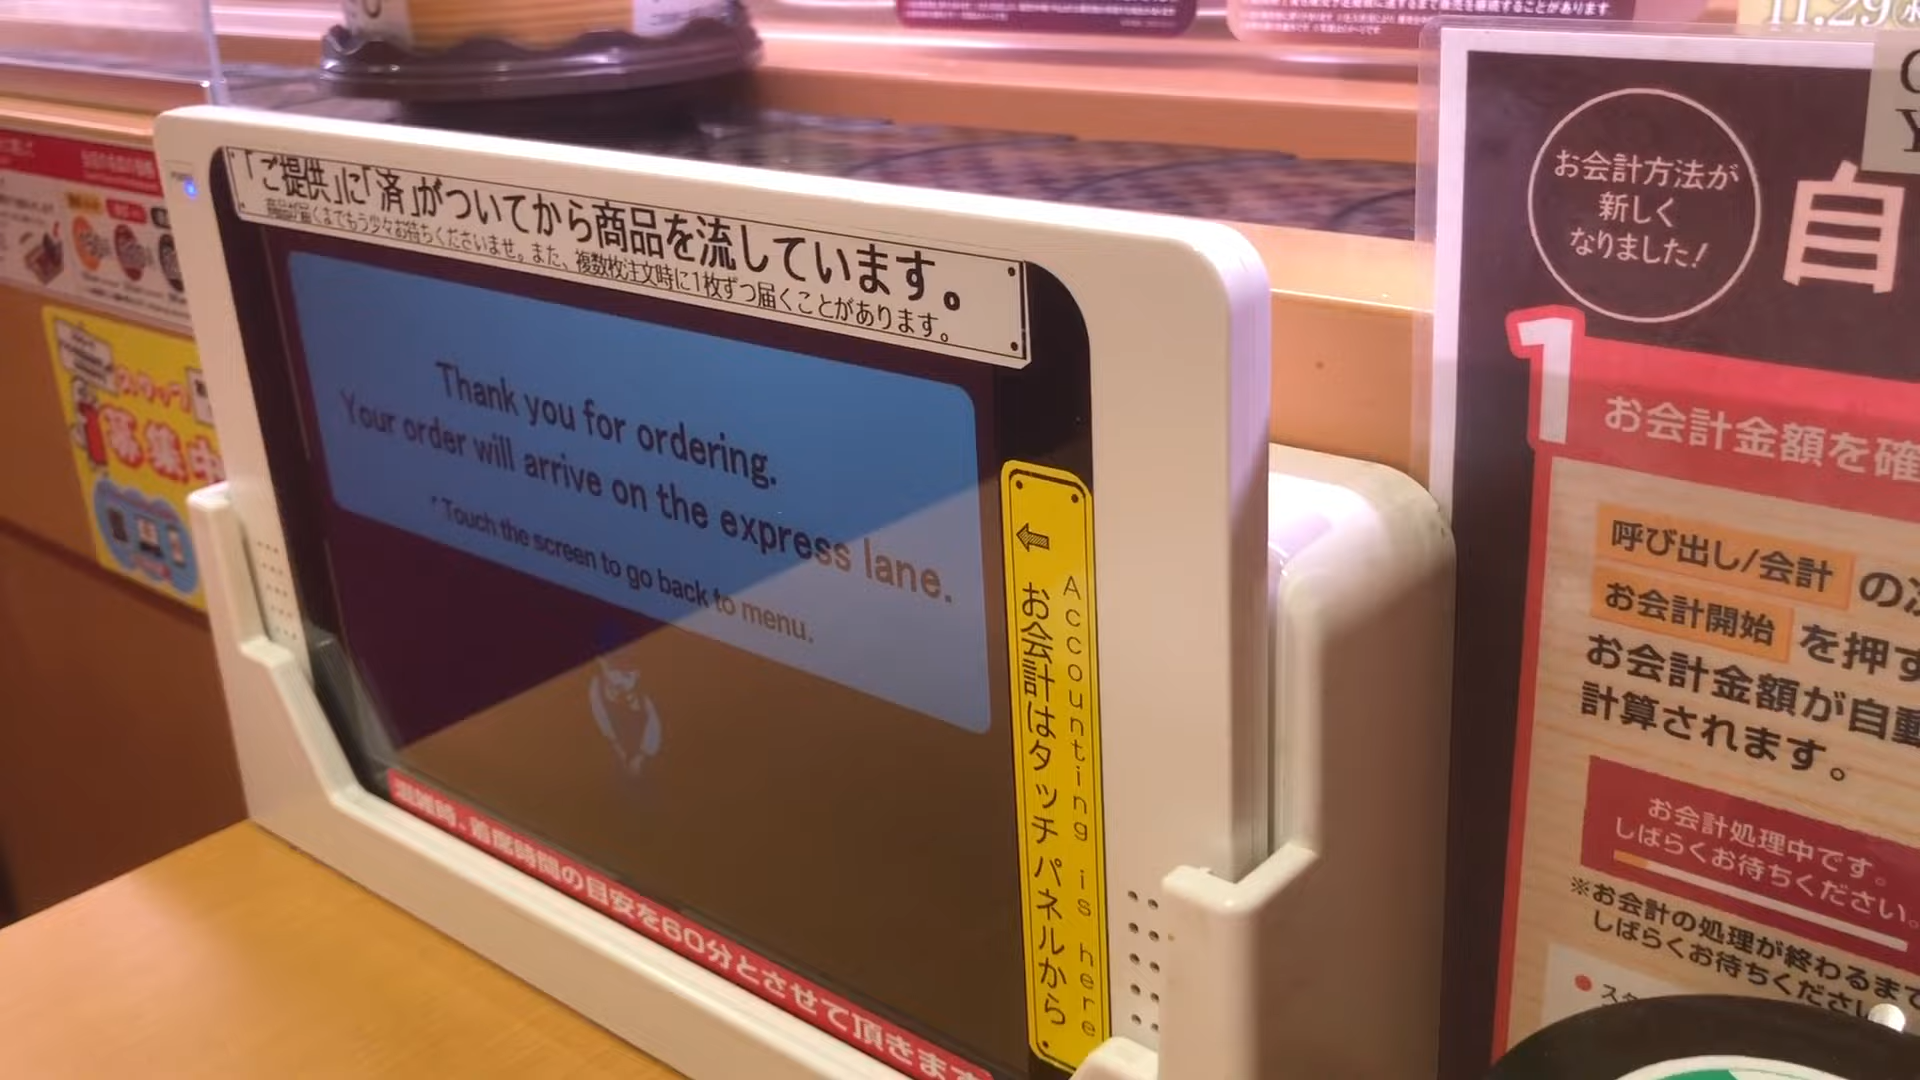 「ご提供」に「済」がついてから商品を流しています。
商品が届くまでもう少々お待ちくださいませ。また、複数枚注文時に1枚ずつ届くことがあります。
Thank you for ordering.
Your order will arrive on the express lane.
Touch the screen to go back to menu.
⇦ お会計はタッチパネルから
Accounting is here
混雑時、着席時間の目安を60分とさせて頂きます
募集中
11.29
お会計方法が
新しく
なりました!
自
1
お会計金額を確
呼び出し/会計 の
お会計開始 を押す
お会計金額が自動
計算されます。
お会計処理中です。
しばらくお待ちください。
※お会計の処理が終わるまで
しばらくお待ちください